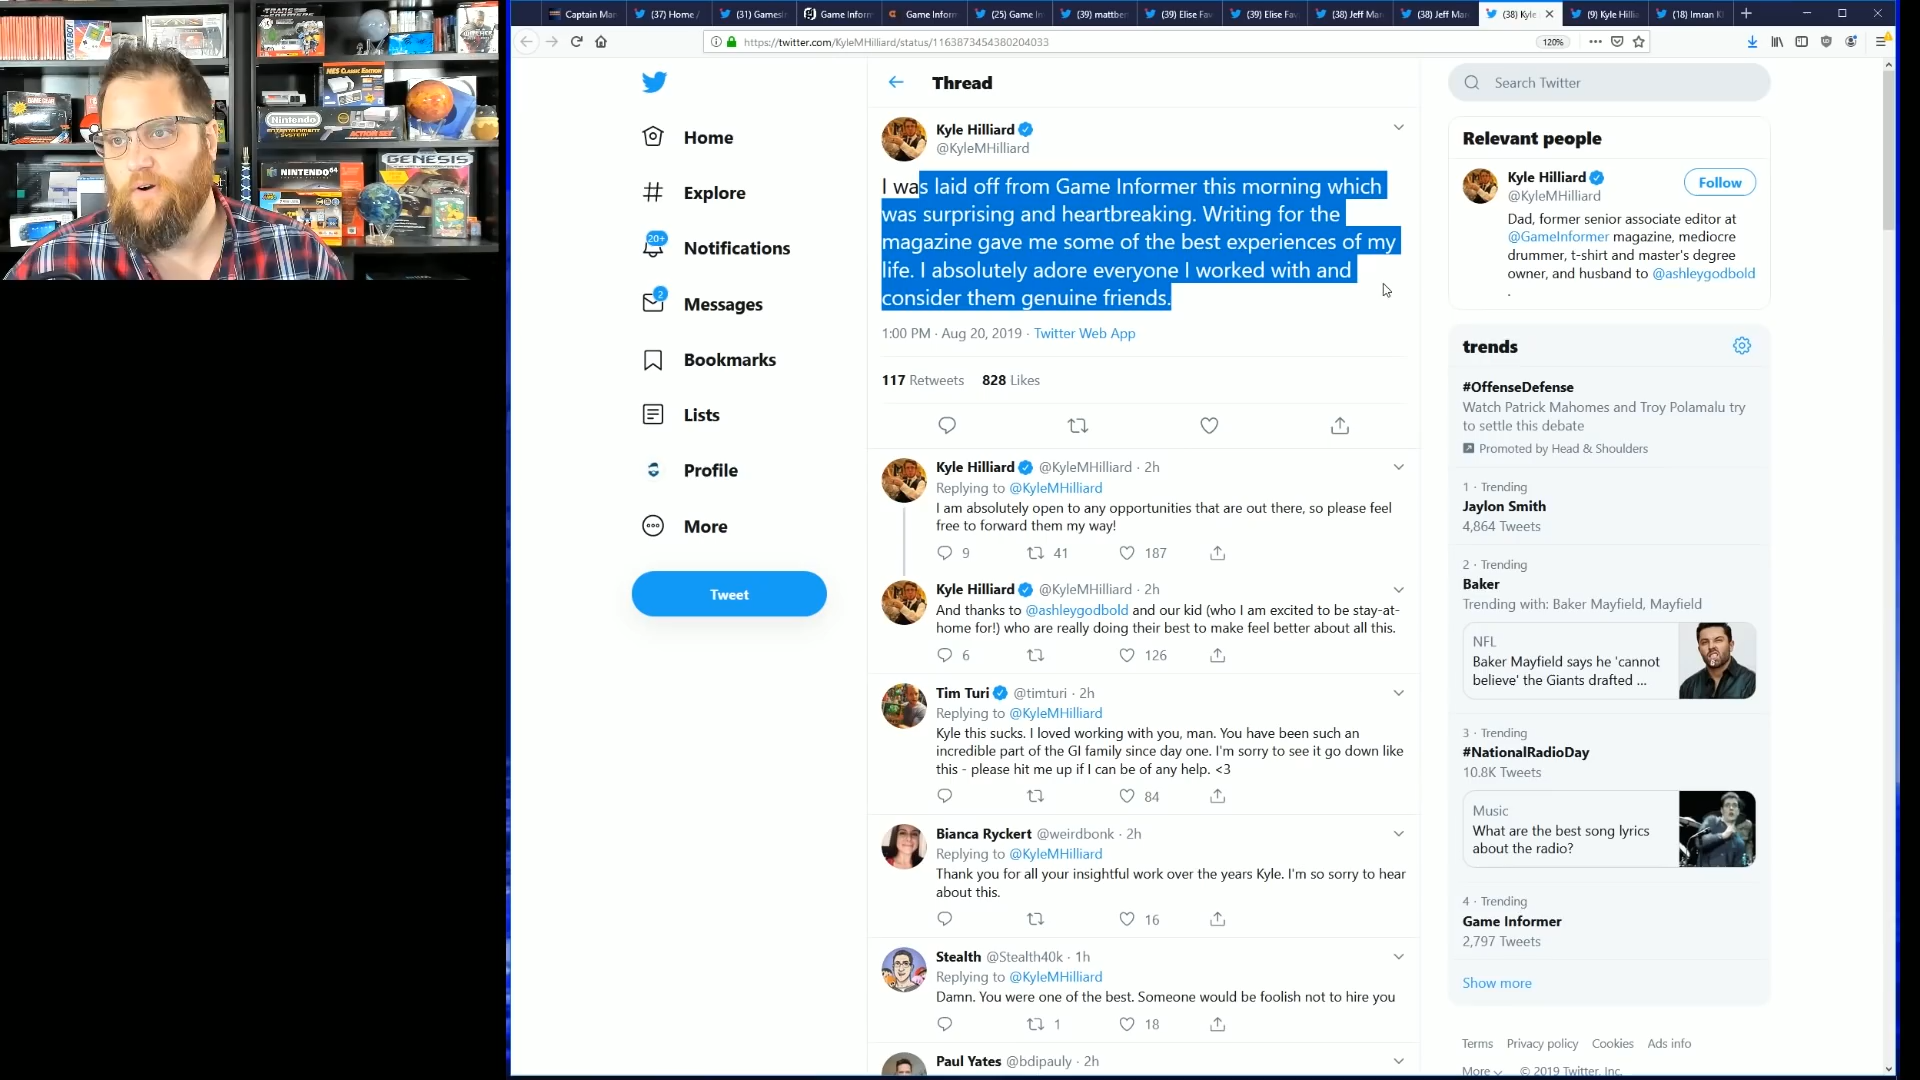 Captain Mar
(37) Home /
(31) GamesI
Game Inform
Game Inform
(25) Game In
(39) mattber
(39) Elise Fav
(39) Elise Fav
(38) Jeff Mar
(38) Jeff Mar
(38) Kyle
(9) Kyle Hillia
(18) Imran K
https://twitter.com/KyleMHilliard/status/1163873454380204033
120%
Home
Explore
20+
Notifications
2
Messages
Bookmarks
Lists
Profile
More
Tweet
Thread
Kyle Hilliard
@KyleMHilliard
I was laid off from Game Informer this morning which
was surprising and heartbreaking. Writing for the
magazine gave me some of the best experiences of my
life. I absolutely adore everyone I worked with and
consider them genuine friends.
1:00 PM · Aug 20, 2019 · Twitter Web App
117 Retweets 828 Likes
Kyle Hilliard @KyleMHilliard · 2h
Replying to @KyleMHilliard
I am absolutely open to any opportunities that are out there, so please feel
free to forward them my way!
9 41 187
Kyle Hilliard @KyleMHilliard · 2h
And thanks to @ashleygodbold and our kid (who I am excited to be stay-at-
home for!) who are really doing their best to make feel better about all this.
6 126
Tim Turi @timturi · 2h
Replying to @KyleMHilliard
Kyle this sucks. I loved working with you, man. You have been such an
incredible part of the GI family since day one. I'm sorry to see it go down like
this - please hit me up if I can be of any help. <3
84
Bianca Ryckert @weirdbonk · 2h
Replying to @KyleMHilliard
Thank you for all your insightful work over the years Kyle. I'm so sorry to hear
about this.
16
Stealth @Stealth40k · 1h
Replying to @KyleMHilliard
Damn. You were one of the best. Someone would be foolish not to hire you
1 18
Paul Yates @bdipauly · 2h
Search Twitter
Relevant people
Kyle Hilliard
@KyleMHilliard
Follow
Dad, former senior associate editor at
@GameInformer magazine, mediocre
drummer, t-shirt and master's degree
owner, and husband to @ashleygodbold
.
trends
#OffenseDefense
Watch Patrick Mahomes and Troy Polamalu try
to settle this debate
Promoted by Head & Shoulders
1 · Trending
Jaylon Smith
4,864 Tweets
2 · Trending
Baker
Trending with: Baker Mayfield, Mayfield
NFL
Baker Mayfield says he 'cannot
believe' the Giants drafted ...
3 · Trending
#NationalRadioDay
10.8K Tweets
Music
What are the best song lyrics
about the radio?
4 · Trending
Game Informer
2,797 Tweets
Show more
Terms Privacy policy Cookies Ads info
More © 2019 Twitter, Inc.
NES CLASSIC EDITION
Nintendo
ENTERTAINMENT SYSTEM
ACTION SET
NINTENDO 64
GENESIS
GAME GEAR